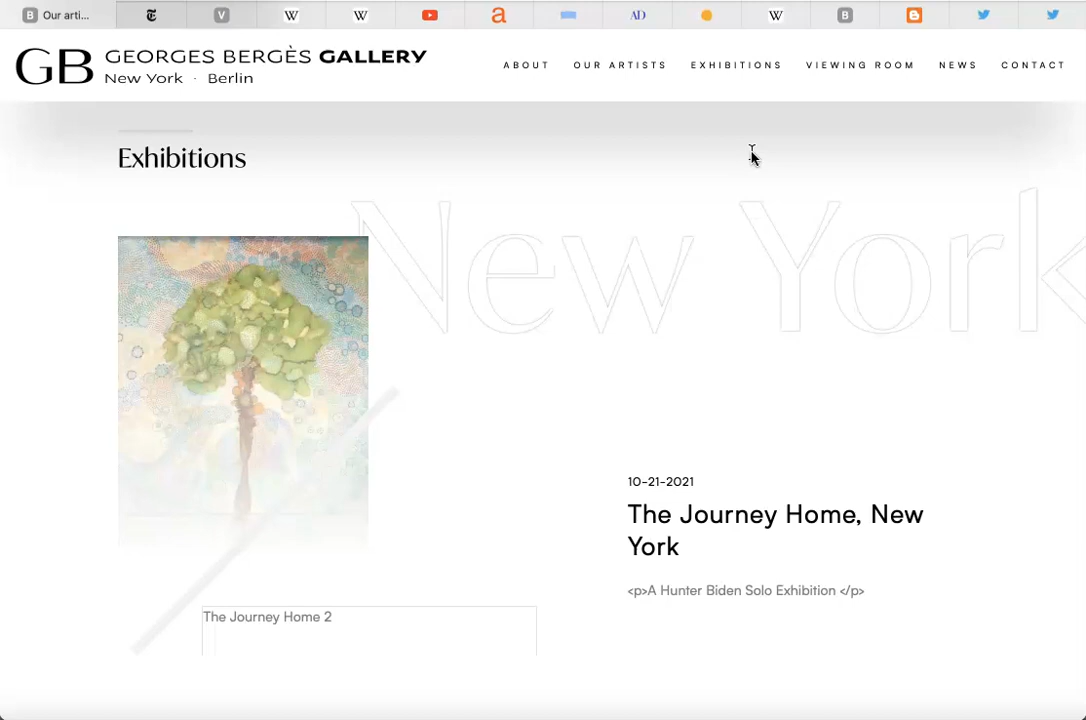 B Our arti... T V W W a AD W B
GB GEORGES BERGÈS GALLERY
New York · Berlin
ABOUT OUR ARTISTS EXHIBITIONS VIEWING ROOM NEWS CONTACT
Exhibitions
New York
10-21-2021
The Journey Home, New
York
<p>A Hunter Biden Solo Exhibition </p>
The Journey Home 2